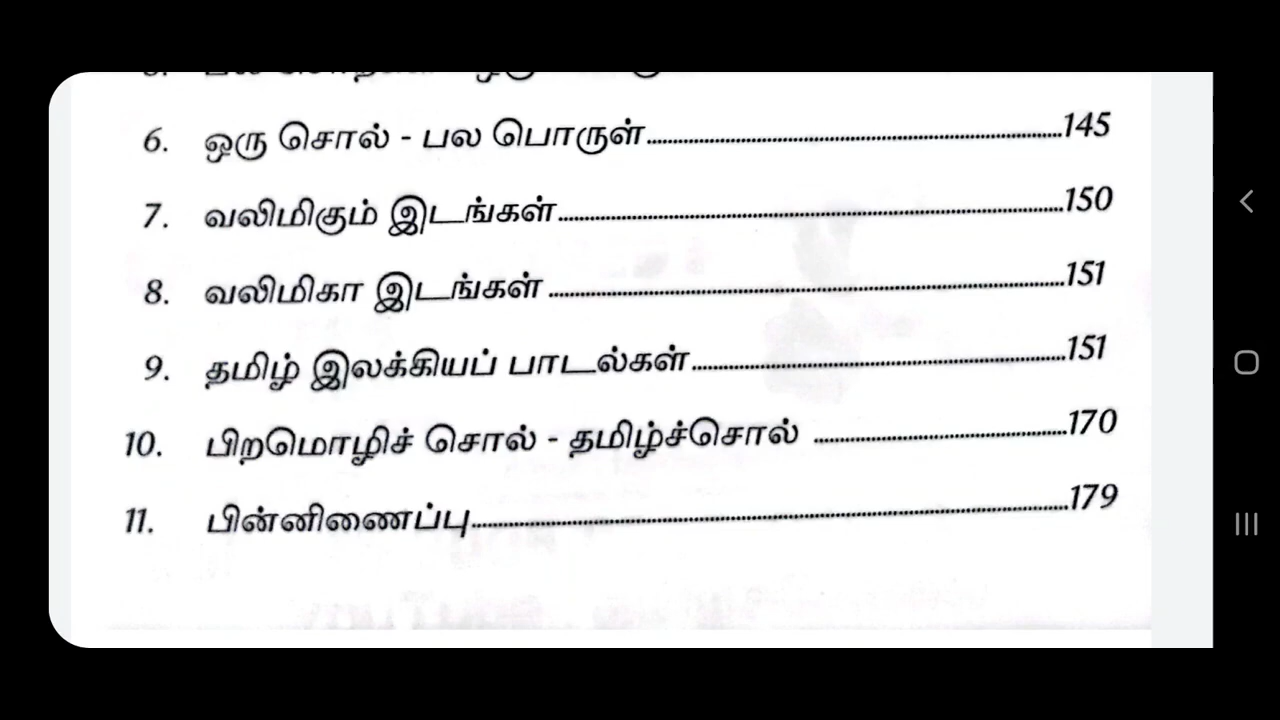 6. ஒரு சொல் - பல பொருள்.....145
7. வலிமிகும் இடங்கள்.....150
8. வலிமிகா இடங்கள்.....151
9. தமிழ் இலக்கியப் பாடல்கள்.....151
10. பிறமொழிச் சொல் - தமிழ்ச்சொல்.....170
11. பின்னிணைப்பு.....179